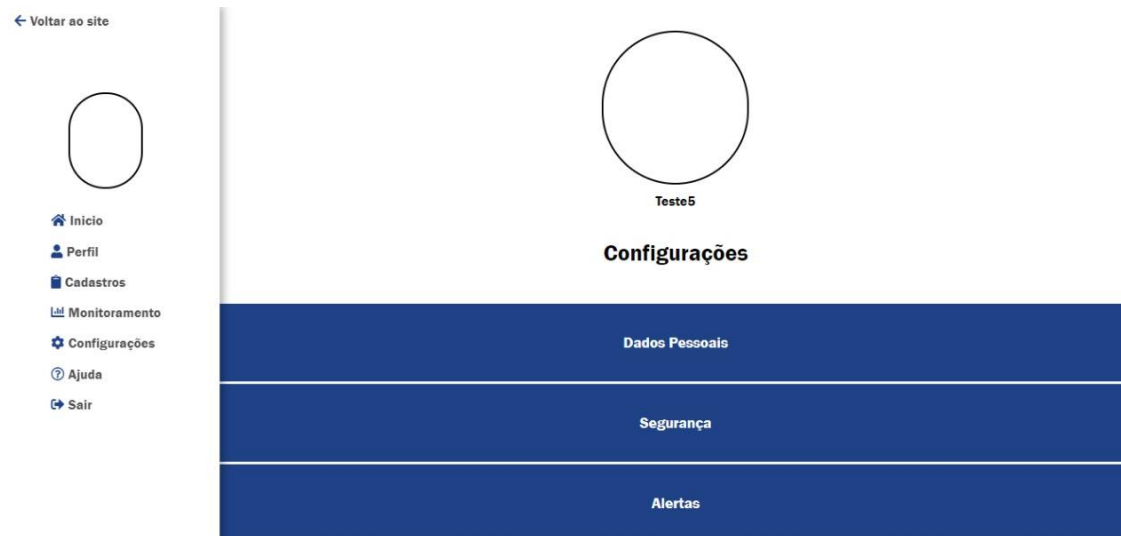 Voltar ao site
Inicio
Perfil
Cadastros
Monitoramento
Configurações
Ajuda
Sair
Teste5
Configurações
Dados Pessoais
Segurança
Alertas